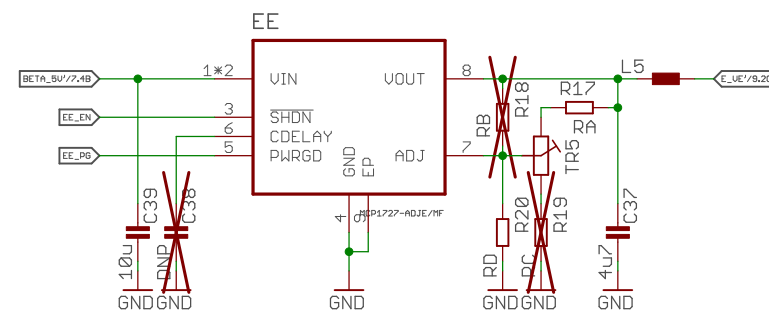 EE
BETA_5V'/7.4B
1*2
VIN
VOUT
8
L5
E_VE'/9.2C
EE_EN
3
SHDN
6
CDELAY
EE_PG
5
PWRGD
GND
EP
ADJ
7
RB
R18
R17
RA
TR5
4
9
MCP1727-ADJE/MF
C39
10u
C38
DNP
RD
R20
RC
R19
C37
4u7
GND
GND
GND
GND
GND
GND